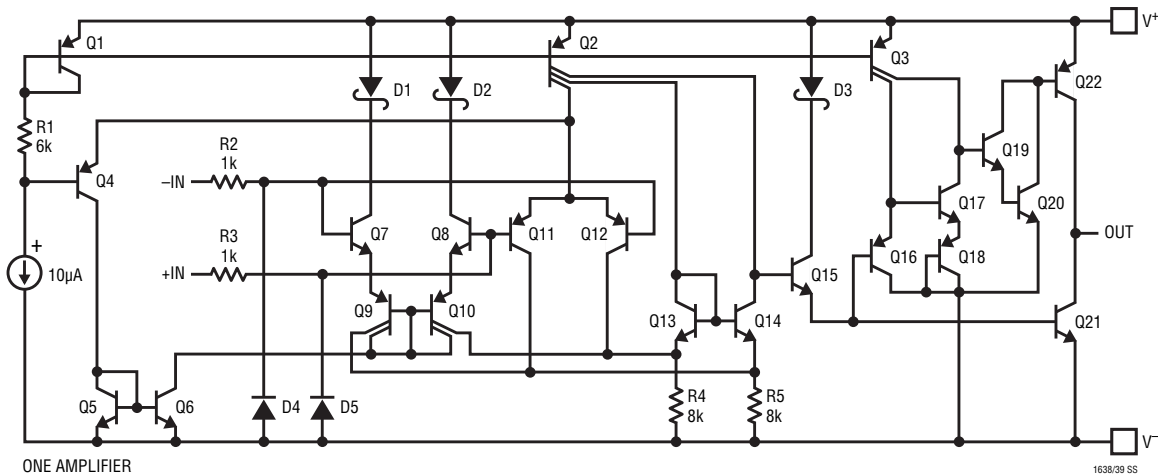 V+
Q1
Q2
Q3
D1
D2
D3
Q22
R1
6k
R2
1k
Q19
Q4
–IN
Q17
Q20
Q7
Q8
Q11
Q12
OUT
R3
1k
Q16
Q18
+
10µA
+IN
Q15
Q9
Q10
Q13
Q14
Q21
Q5
Q6
D4
D5
R4
8k
R5
8k
V–
ONE AMPLIFIER
1638/39 SS